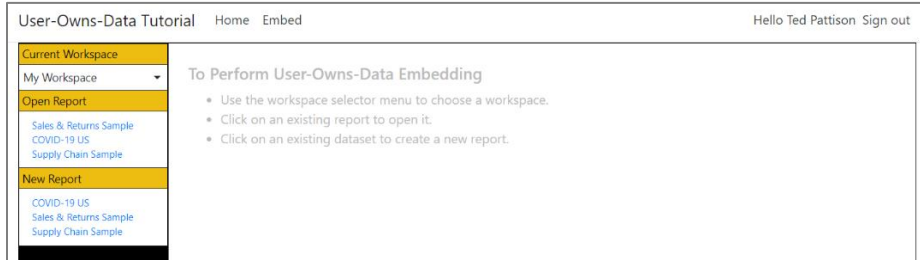 User-Owns-Data Tutorial Home Embed Hello Ted Pattison Sign out
Current Workspace
My Workspace
Open Report
Sales & Returns Sample
COVID-19 US
Supply Chain Sample
New Report
COVID-19 US
Sales & Returns Sample
Supply Chain Sample
To Perform User-Owns-Data Embedding
• Use the workspace selector menu to choose a workspace.
• Click on an existing report to open it.
• Click on an existing dataset to create a new report.